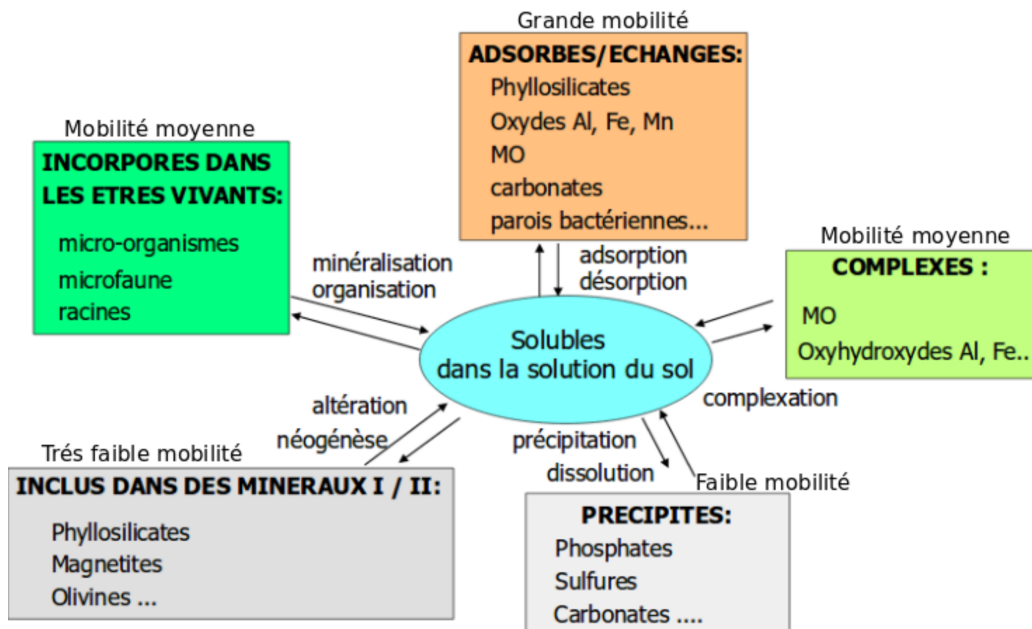 Grande mobilité
ADSORBES/ECHANGES:
Phyllosilicates
Oxydes Al, Fe, Mn
MO
carbonates
parois bactériennes...
Mobilité moyenne
INCORPORES DANS
LES ETRES VIVANTS:
micro-organismes
microfaune
racines
minéralisation
organisation
adsorption
désorption
Mobilité moyenne
COMPLEXES :
MO
Oxyhydroxydes Al, Fe..
Solubles
dans la solution du sol
complexation
altération
néogénèse
précipitation
dissolution
Trés faible mobilité
INCLUS DANS DES MINERAUX I / II:
Phyllosilicates
Magnetites
Olivines ...
Faible mobilité
PRECIPITES:
Phosphates
Sulfures
Carbonates ....